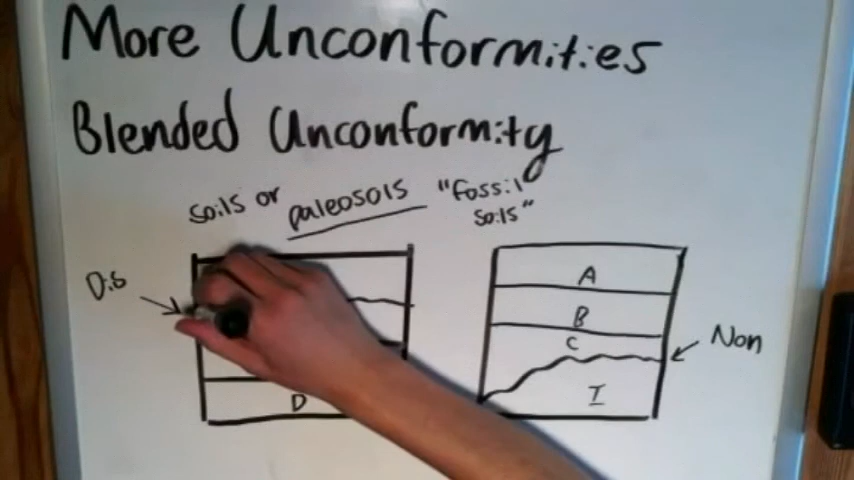 More Unconformities
Blended Unconformity
soils or paleosols "fossil
soils"
Dis
A
B
C
Non
I
D